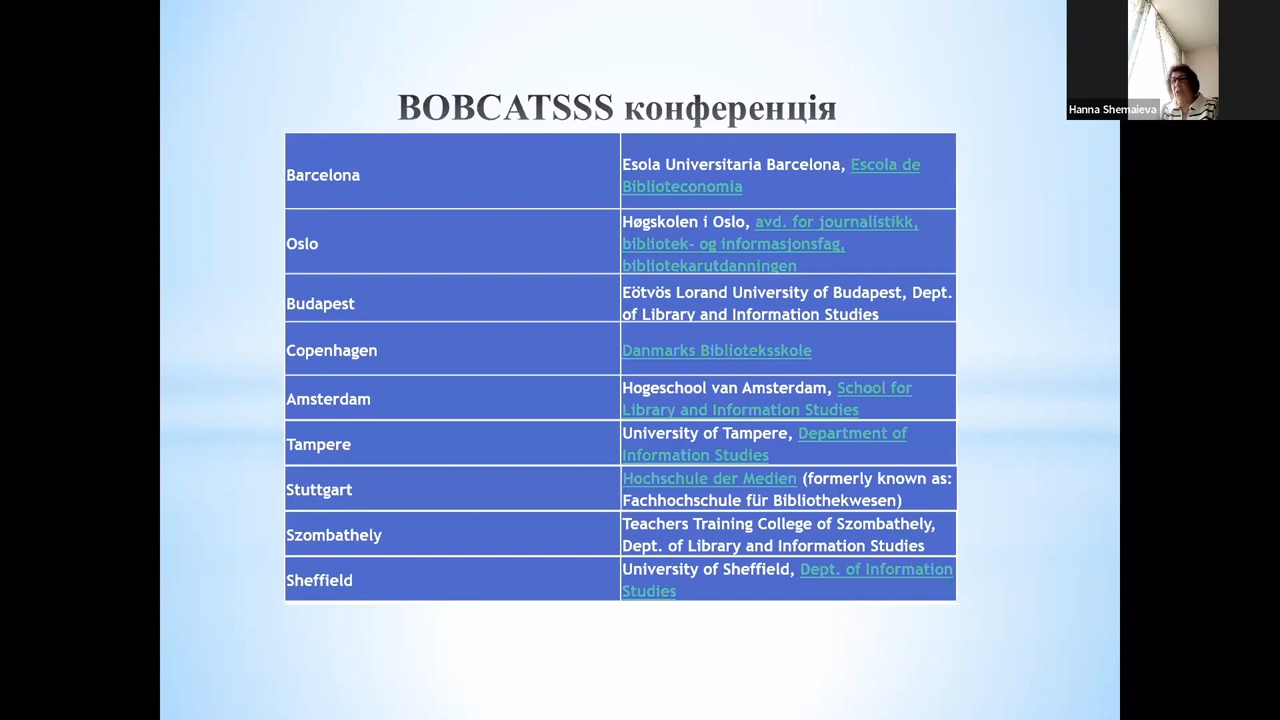 BOBCATSSS конференція
Barcelona
Esola Universitaria Barcelona, Escola de
Biblioteconomia
Oslo
Høgskolen i Oslo, avd. for journalistikk,
bibliotek- og informasjonsfag,
bibliotekarutdanningen
Budapest
Eötvös Lorand University of Budapest, Dept.
of Library and Information Studies
Copenhagen
Danmarks Biblioteksskole
Amsterdam
Hogeschool van Amsterdam, School for
Library and Information Studies
Tampere
University of Tampere, Department of
Information Studies
Stuttgart
Hochschule der Medien (formerly known as:
Fachhochschule für Bibliothekwesen)
Szombathely
Teachers Training College of Szombathely,
Dept. of Library and Information Studies
Sheffield
University of Sheffield, Dept. of Information
Studies
Hanna Shemaieva